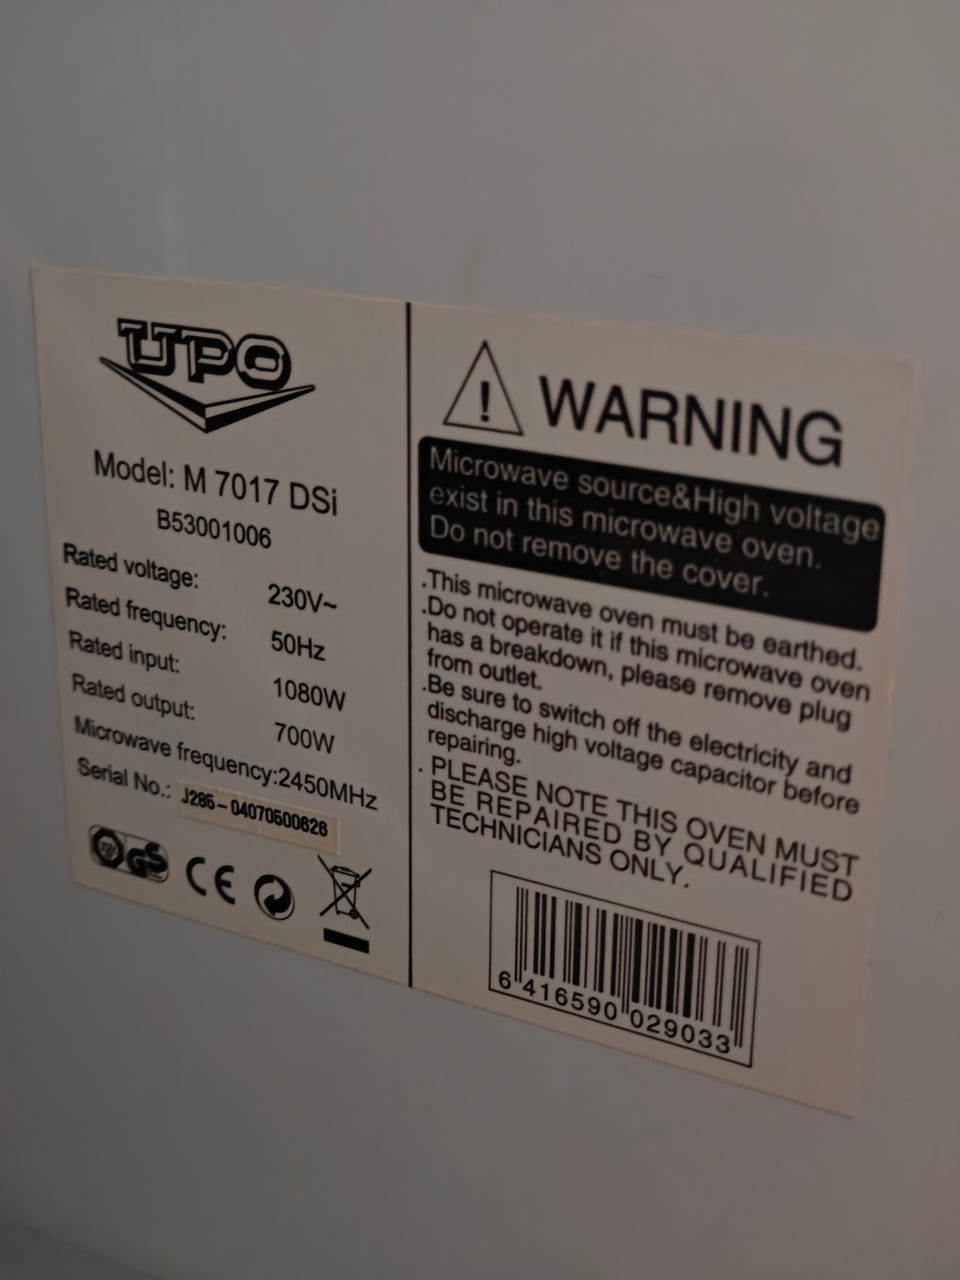 UPO
Model: M 7017 DSi
B53001006
Rated voltage: 230V~
Rated frequency: 50Hz
Rated input: 1080W
Rated output: 700W
Microwave frequency:2450MHz
Serial No.: J285-04070500626
GS
CE
WARNING
Microwave source&High voltage
exist in this microwave oven.
Do not remove the cover.
.This microwave oven must be earthed.
.Do not operate it if this microwave oven
has a breakdown, please remove plug
from outlet.
.Be sure to switch off the electricity and
discharge high voltage capacitor before
repairing.
. PLEASE NOTE THIS OVEN MUST
BE REPAIRED BY QUALIFIED
TECHNICIANS ONLY.
6 416590 029033